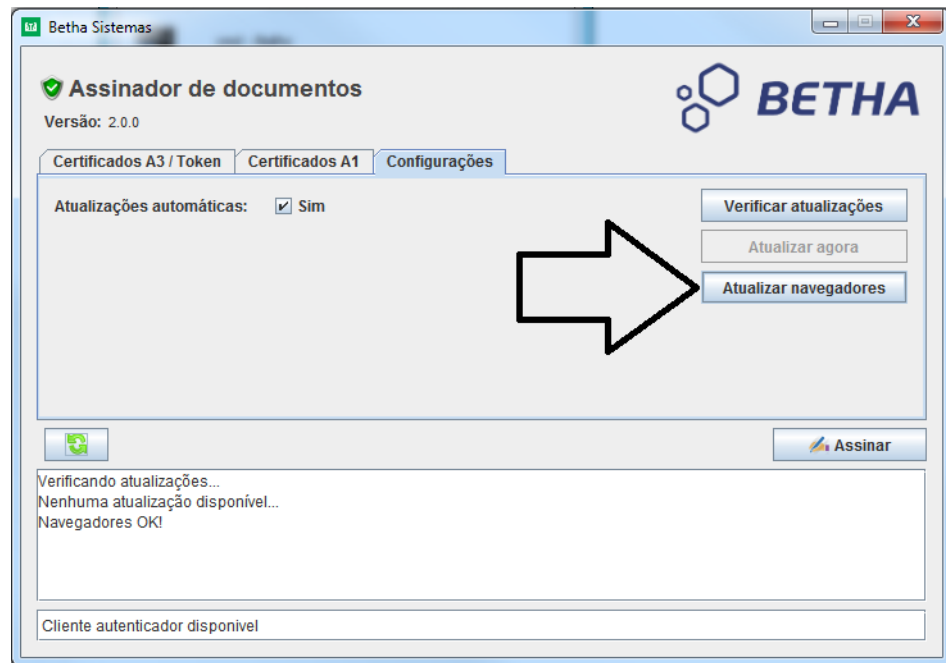 Betha Sistemas
Assinador de documentos
BETHA
Versão: 2.0.0
Certificados A3 / Token
Certificados A1
Configurações
Atualizações automáticas:
Sim
Verificar atualizações
Atualizar agora
Atualizar navegadores
Assinar
Verificando atualizações...
Nenhuma atualização disponível...
Navegadores OK!
Cliente autenticador disponivel